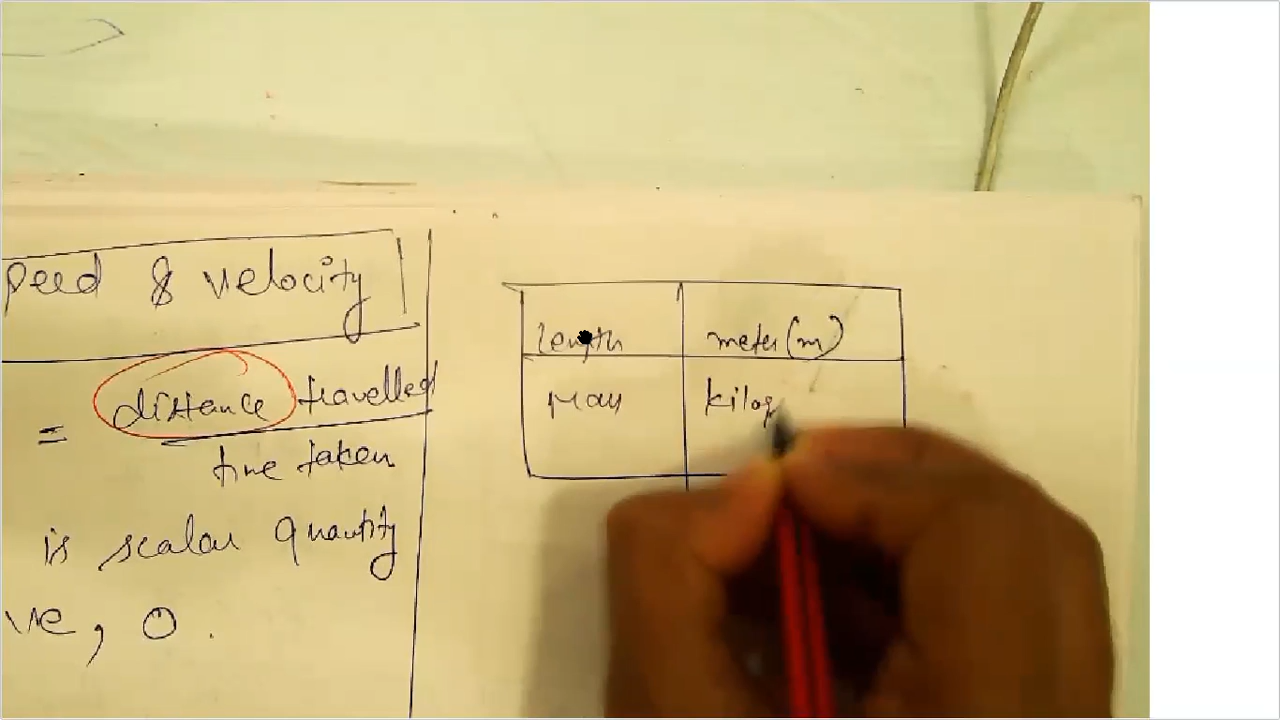 peed & velocity
= distance travelled
time taken
is scalar quantity
ve, 0.
length meter(m)
Mass kilog